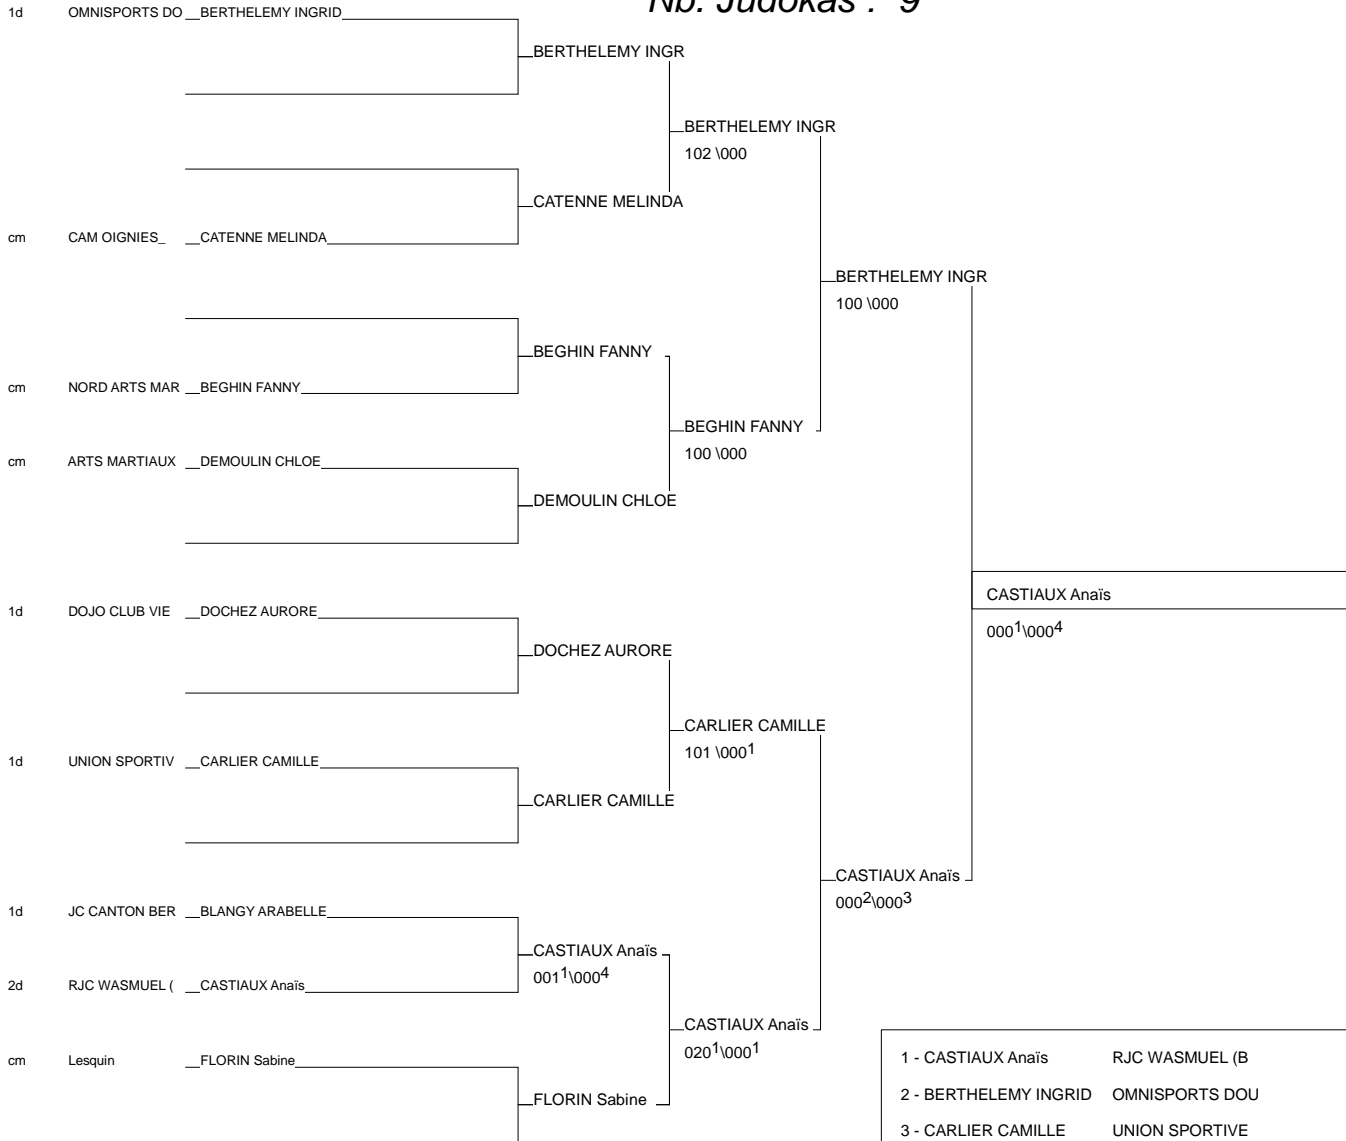 Nb. Judokas : 9
1d OMNISPORTS DO BERTHELEMY INGRID
BERTHELEMY INGR
BERTHELEMY INGR
102 \000
CATENNE MELINDA
cm CAM OIGNIES_ CATENNE MELINDA
BERTHELEMY INGR
100 \000
BEGHIN FANNY
cm NORD ARTS MAR BEGHIN FANNY
BEGHIN FANNY
100 \000
cm ARTS MARTIAUX DEMOULIN CHLOE
DEMOULIN CHLOE
CASTIAUX Anaïs
000¹\000⁴
1d DOJO CLUB VIE DOCHEZ AURORE
DOCHEZ AURORE
CARLIER CAMILLE
101 \000¹
1d UNION SPORTIV CARLIER CAMILLE
CARLIER CAMILLE
CASTIAUX Anaïs
000²\000³
1d JC CANTON BER BLANGY ARABELLE
CASTIAUX Anaïs
001¹\000⁴
2d RJC WASMUEL ( CASTIAUX Anaïs
CASTIAUX Anaïs
020¹\000¹
cm Lesquin FLORIN Sabine
FLORIN Sabine
1 - CASTIAUX Anaïs RJC WASMUEL (B
2 - BERTHELEMY INGRID OMNISPORTS DOU
3 - CARLIER CAMILLE UNION SPORTIVE